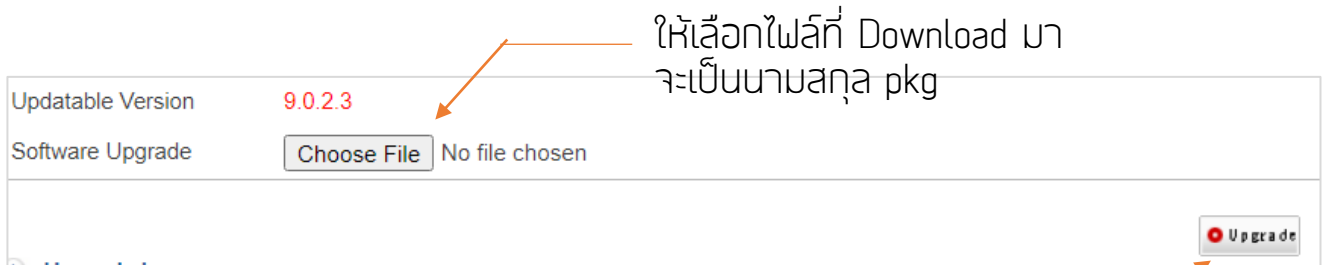 ให้เลือกไฟล์ที่ Download มา
จะเป็นนามสกุล pkg
Updatable Version 9.0.2.3
Software Upgrade Choose File No file chosen
Upgrade